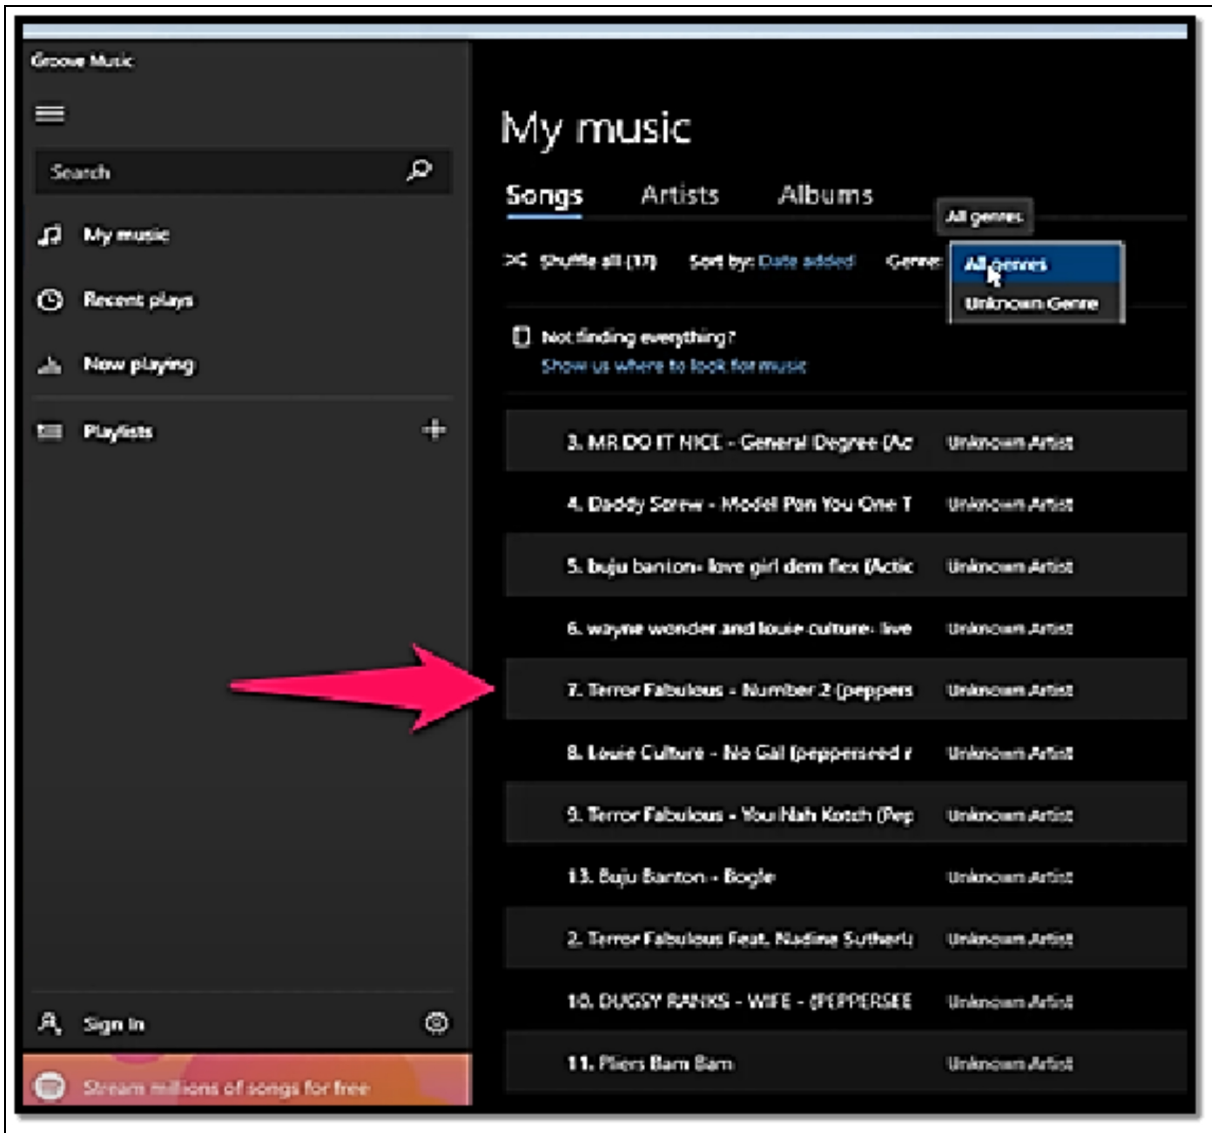 Groove Music
Search
My music
Recent plays
Now playing
Playlists
Sign In
Stream millions of songs for free
My music
Songs Artists Albums
All genres
Shuffle all (17) Sort by: Date added Genre:
All genres
Unknown Genre
Not finding everything?
Show us where to look for music
3. MR DO IT NICE - General Degree (Ac Unknown Artist
4. Daddy Screw - Model Pon You One T Unknown Artist
5. buju banton- love girl dem flex (Actic Unknown Artist
6. wayne wonder and louie culture- live Unknown Artist
7. Terror Fabulous - Number 2 (peppers Unknown Artist
8. Louie Culture - No Gal (pepperseed r Unknown Artist
9. Terror Fabulous - You Nah Kotch (Pep Unknown Artist
13. Buju Banton - Bogle Unknown Artist
2. Terror Fabulous Feat. Nadine Sutherla Unknown Artist
10. DUGSY RANKS - WIFE - (PEPPERSEE Unknown Artist
11. Pliers Bam Bam Unknown Artist